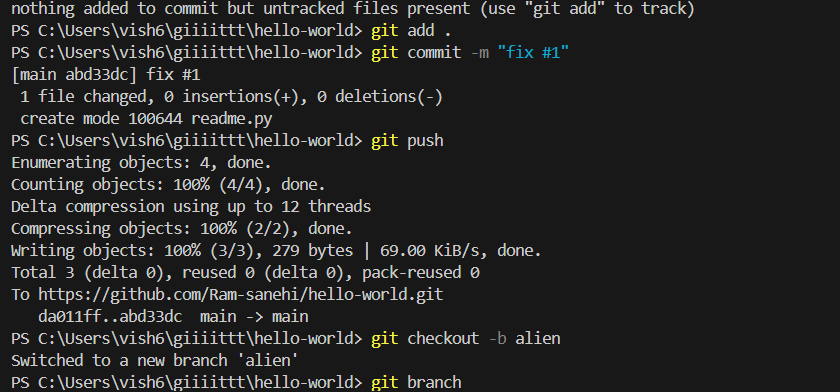 nothing added to commit but untracked files present (use "git add" to track)
PS C:\Users\vish6\giiiittt\hello-world> git add .
PS C:\Users\vish6\giiiittt\hello-world> git commit -m "fix #1"
[main abd33dc] fix #1
 1 file changed, 0 insertions(+), 0 deletions(-)
 create mode 100644 readme.py
PS C:\Users\vish6\giiiittt\hello-world> git push
Enumerating objects: 4, done.
Counting objects: 100% (4/4), done.
Delta compression using up to 12 threads
Compressing objects: 100% (2/2), done.
Writing objects: 100% (3/3), 279 bytes | 69.00 KiB/s, done.
Total 3 (delta 0), reused 0 (delta 0), pack-reused 0
To https://github.com/Ram-sanehi/hello-world.git
   da011ff..abd33dc  main -> main
PS C:\Users\vish6\giiiittt\hello-world> git checkout -b alien
Switched to a new branch 'alien'
PS C:\Users\vish6\giiiittt\hello-world> git branch